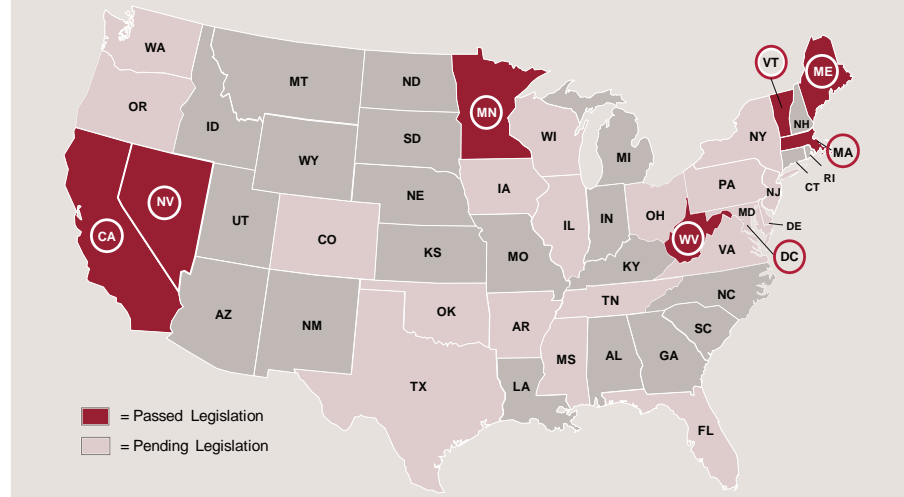 WA
MT
ND
MN
VT
ME
OR
ID
SD
WI
NH
NY
MA
WY
MI
RI
CT
IA
NE
PA
NJ
NV
CA
UT
CO
IL
IN
OH
MD
DE
WV
DC
KS
MO
KY
VA
AZ
NM
OK
AR
TN
NC
SC
MS
AL
GA
TX
LA
FL
= Passed Legislation
= Pending Legislation